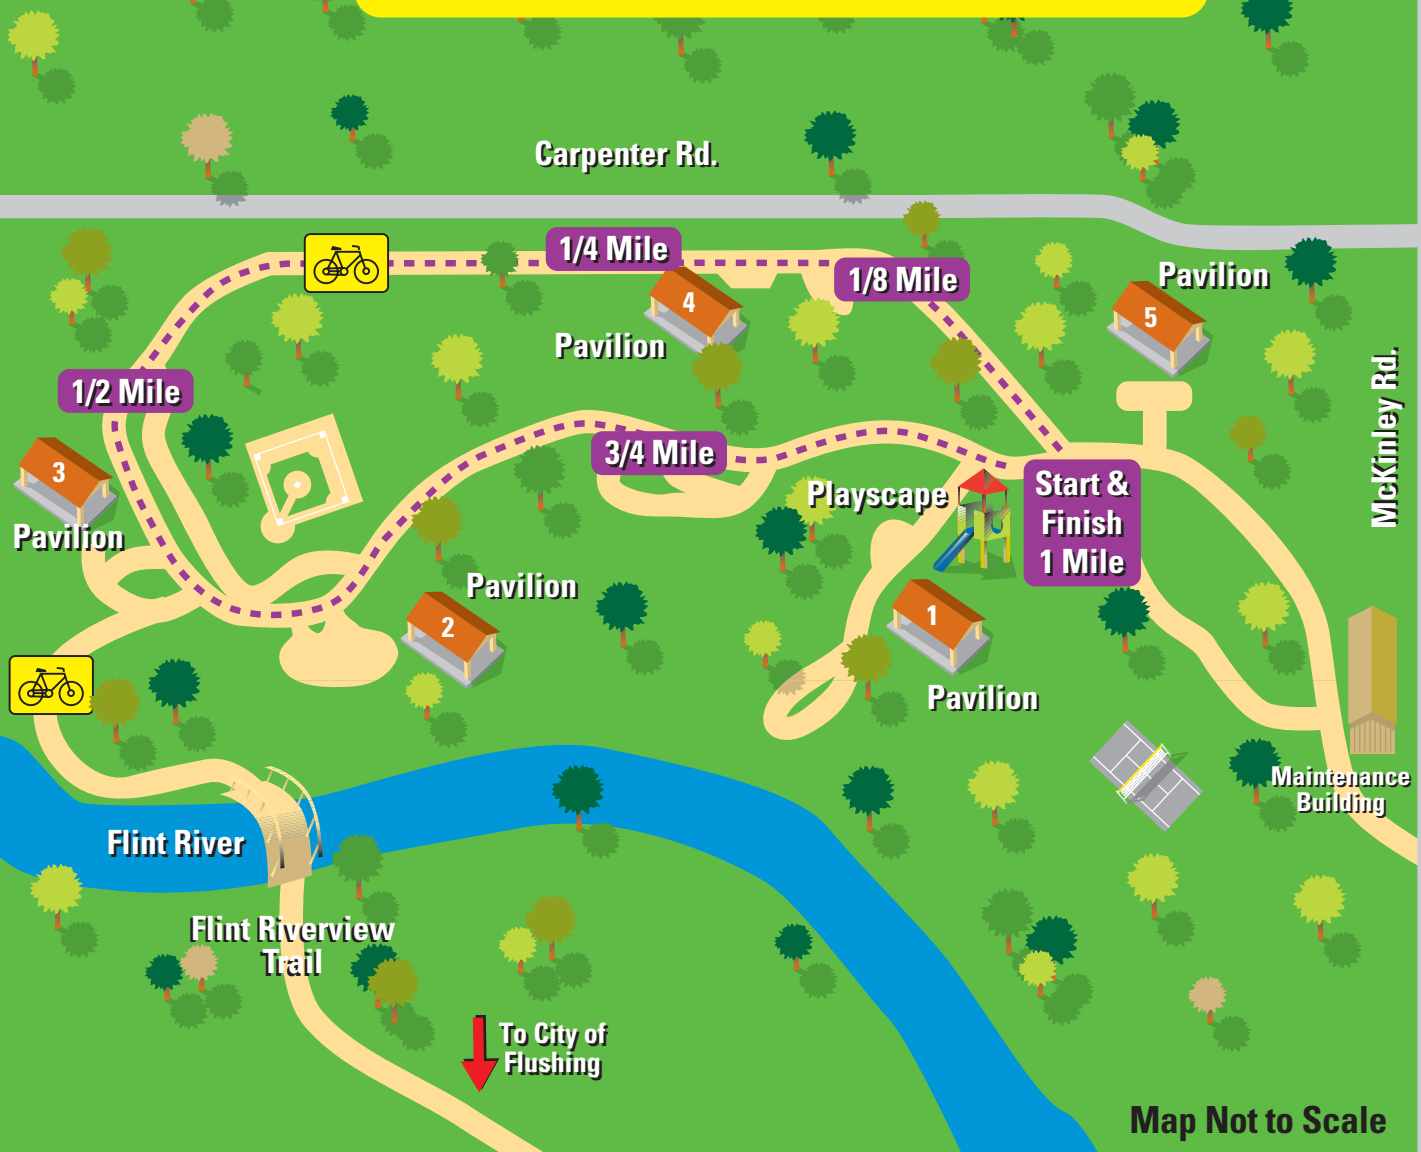 Carpenter Rd.
1/4 Mile
1/8 Mile
Pavilion
4
5
Pavilion
McKinley Rd.
1/2 Mile
3/4 Mile
3
Pavilion
Playscape
Start &
Finish
1 Mile
Pavilion
2
1
Pavilion
Maintenance
Building
Flint River
Flint Riverview
Trail
To City of
Flushing
Map Not to Scale